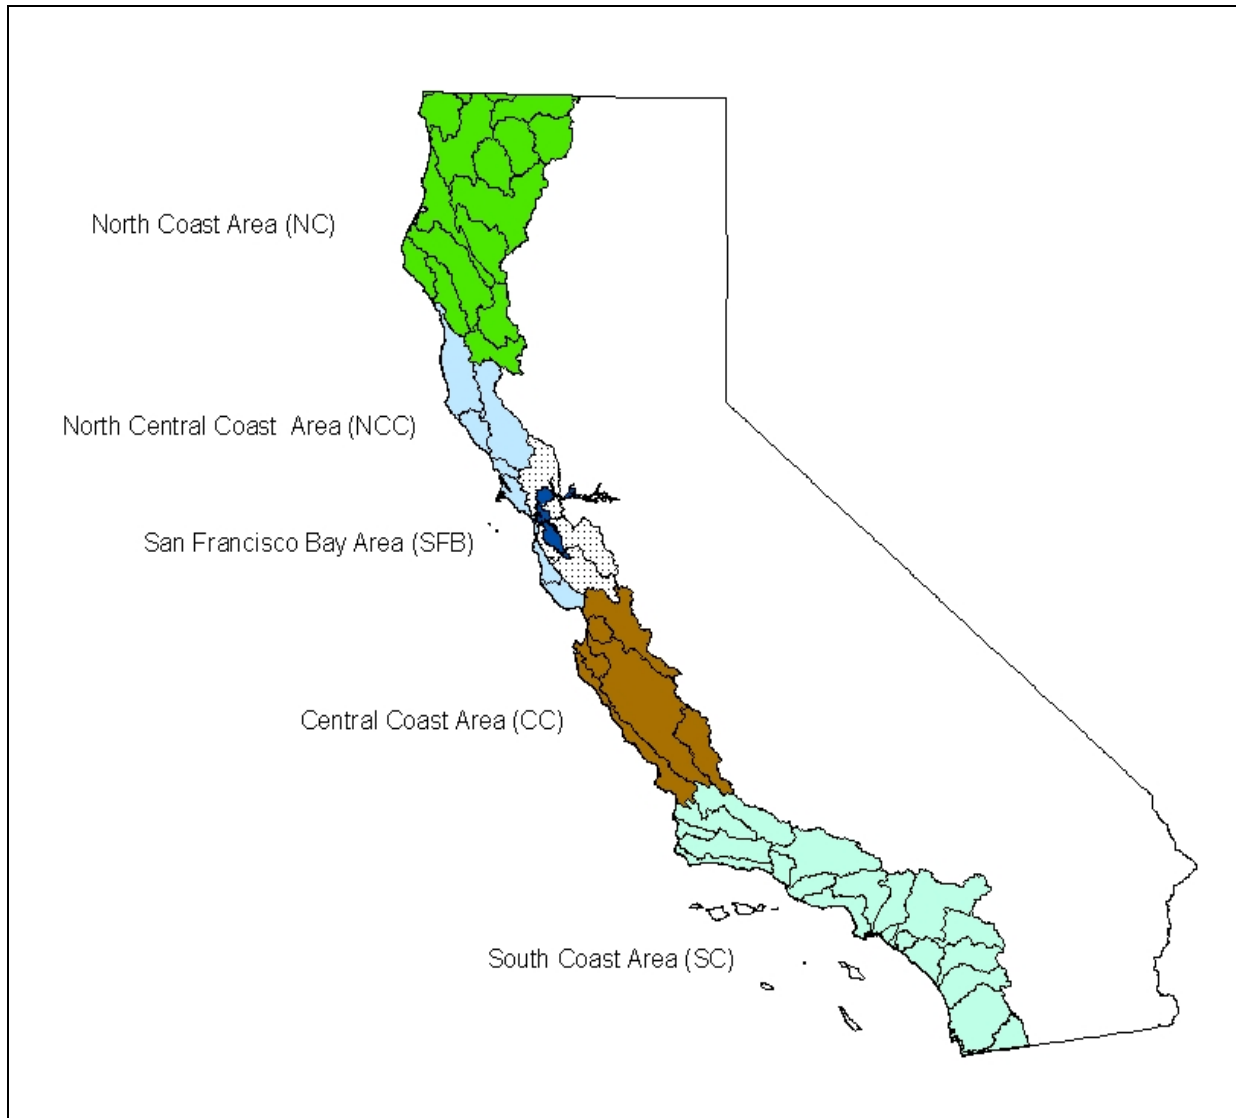 North Coast Area (NC)
North Central Coast  Area (NCC)
San Francisco Bay Area (SFB)
Central Coast Area (CC)
South Coast Area (SC)